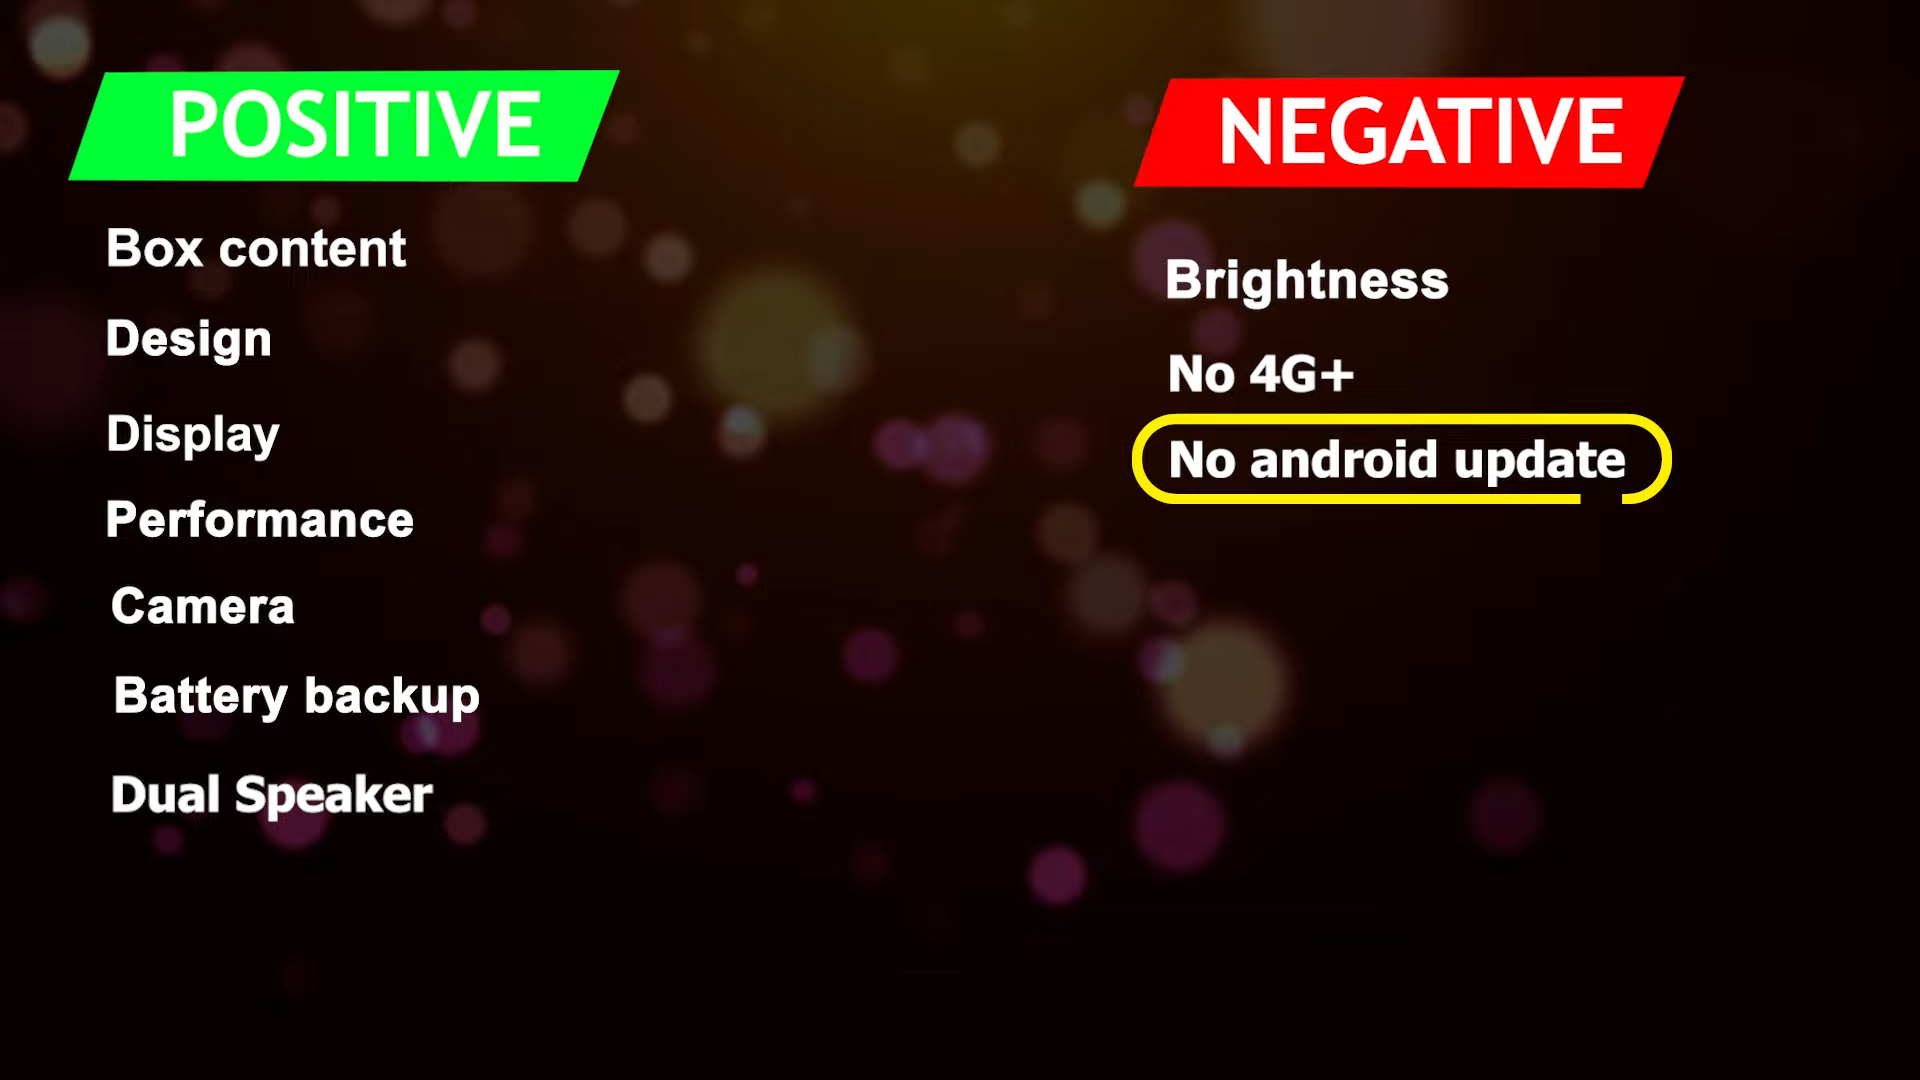 POSITIVE
Box content
Design
Display
Performance
Camera
Battery backup
Dual Speaker
NEGATIVE
Brightness
No 4G+
No android update